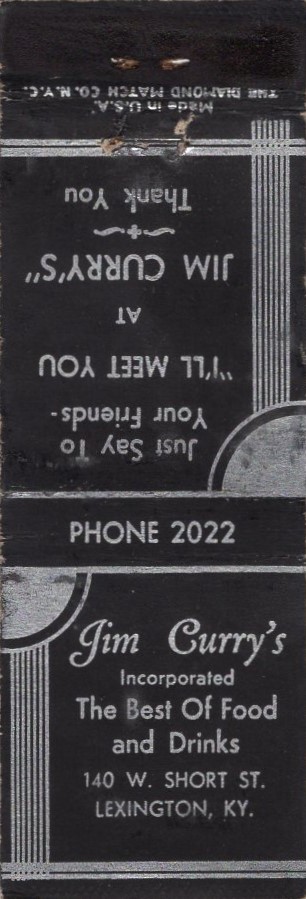 Made in U.S.A.
THE DIAMOND MATCH CO. N.Y.C.
Just Say To
Your Friends-
"I'LL MEET YOU
AT
JIM CURRY'S"
Thank You
PHONE 2022
Jim Curry's
Incorporated
The Best Of Food
and Drinks
140 W. SHORT ST.
LEXINGTON, KY.